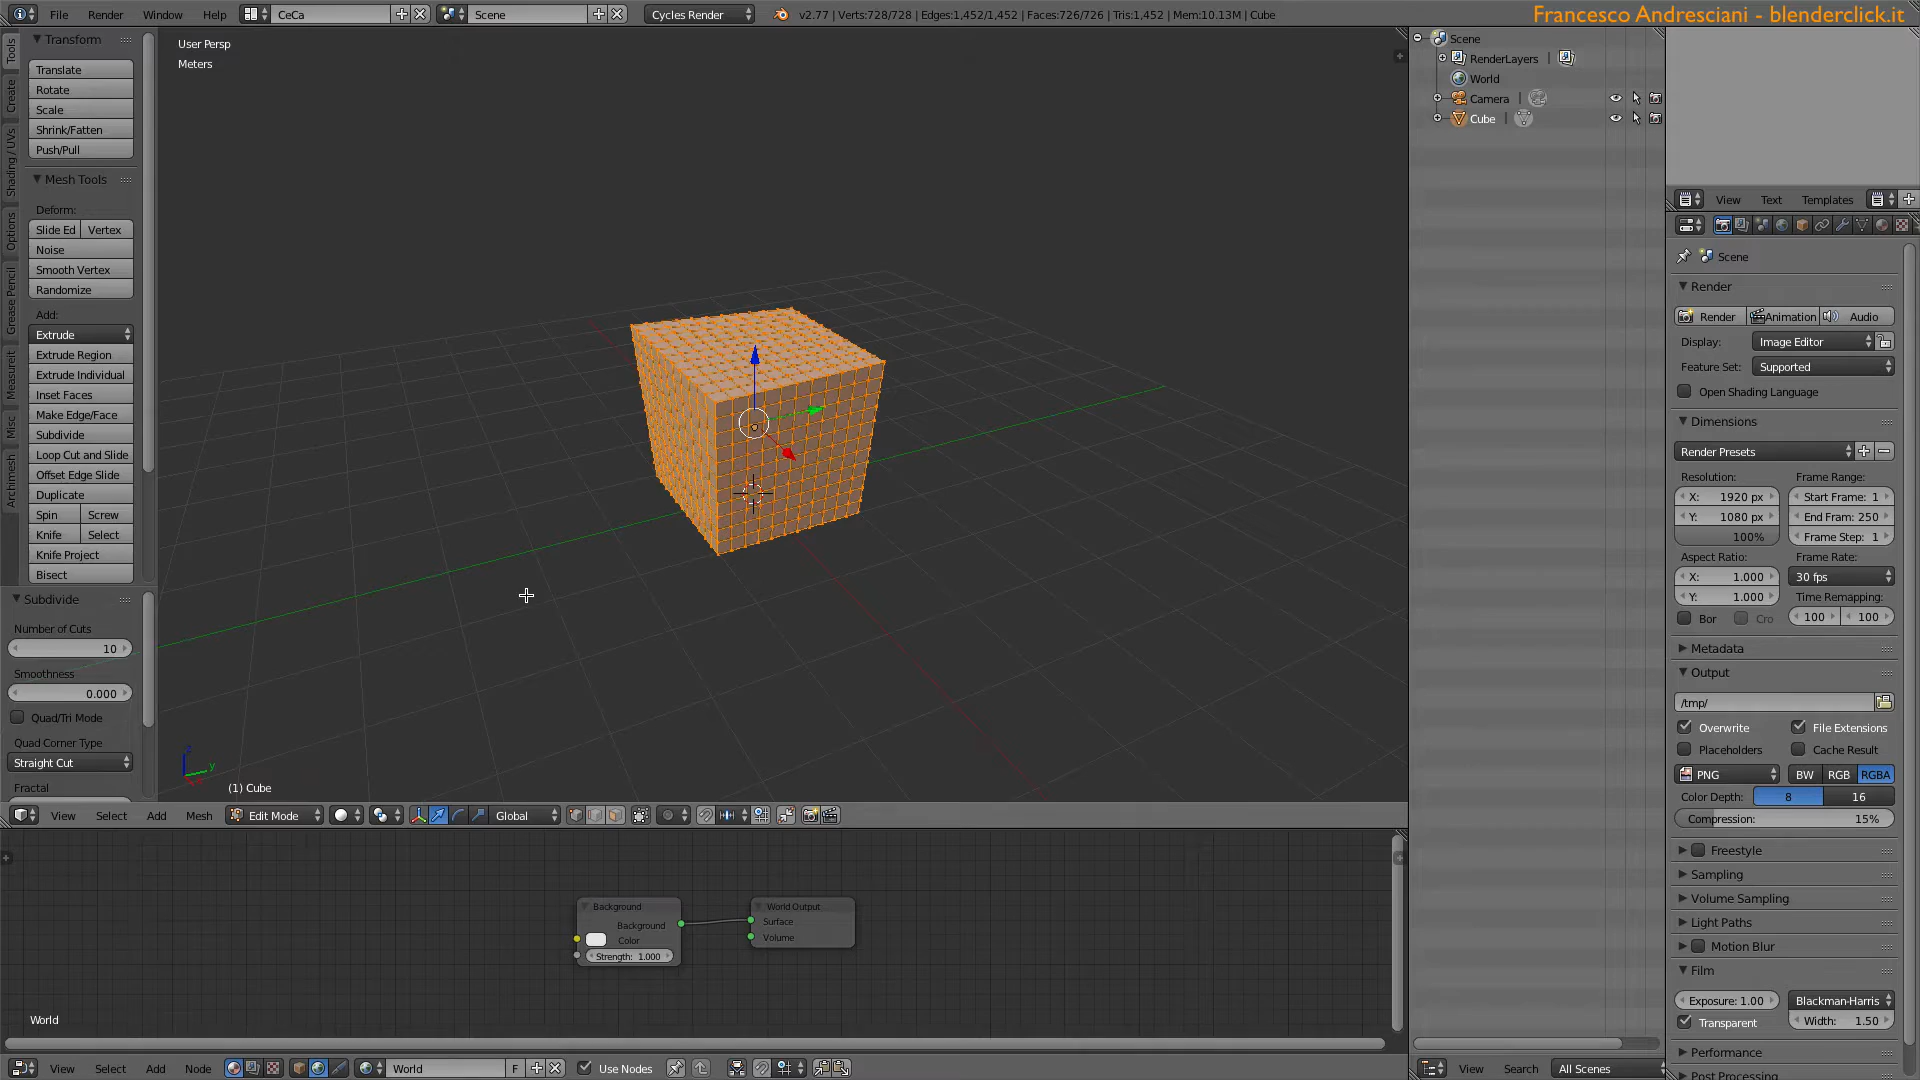 File Render Window Help CeCa Scene Cycles Render v2.77 | Verts:728/728 | Edges:1,452/1,452 | Faces:726/726 | Tris:1,452 | Mem:10.13M | Cube
Francesco Andresciani - blenderclick.it
Tools
Create
Shading / UVs
Options
Grease Pencil
MeasureIt
Misc
Archimesh
Transform
Translate
Rotate
Scale
Shrink/Fatten
Push/Pull
Mesh Tools
Deform:
Slide Ed Vertex
Noise
Smooth Vertex
Randomize
Add:
Extrude
Extrude Region
Extrude Individual
Inset Faces
Make Edge/Face
Subdivide
Loop Cut and Slide
Offset Edge Slide
Duplicate
Spin Screw
Knife Select
Knife Project
Bisect
Subdivide
Number of Cuts
10
Smoothness
0.000
Quad/Tri Mode
Quad Corner Type
Straight Cut
Fractal
User Persp
Meters
z
y
(1) Cube
View Select Add Mesh Edit Mode Global
Background
Background
Color
Strength: 1.000
World Output
Surface
Volume
World
View Select Add Node World F Use Nodes
Scene
RenderLayers |
World
Camera |
Cube |
View Search All Scenes
View Text Templates
Scene
Render
Render Animation Audio
Display: Image Editor
Feature Set: Supported
Open Shading Language
Dimensions
Render Presets
Resolution: Frame Range:
X: 1920 px Start Frame: 1
Y: 1080 px End Fram: 250
100% Frame Step: 1
Aspect Ratio: Frame Rate:
X: 1.000 30 fps
Y: 1.000 Time Remapping:
Bor Cro 100 100
Metadata
Output
/tmp/
Overwrite File Extensions
Placeholders Cache Result
PNG BW RGB RGBA
Color Depth: 8 16
Compression: 15%
Freestyle
Sampling
Volume Sampling
Light Paths
Motion Blur
Film
Exposure: 1.00 Blackman-Harris
Transparent Width: 1.50
Performance
Post Processing